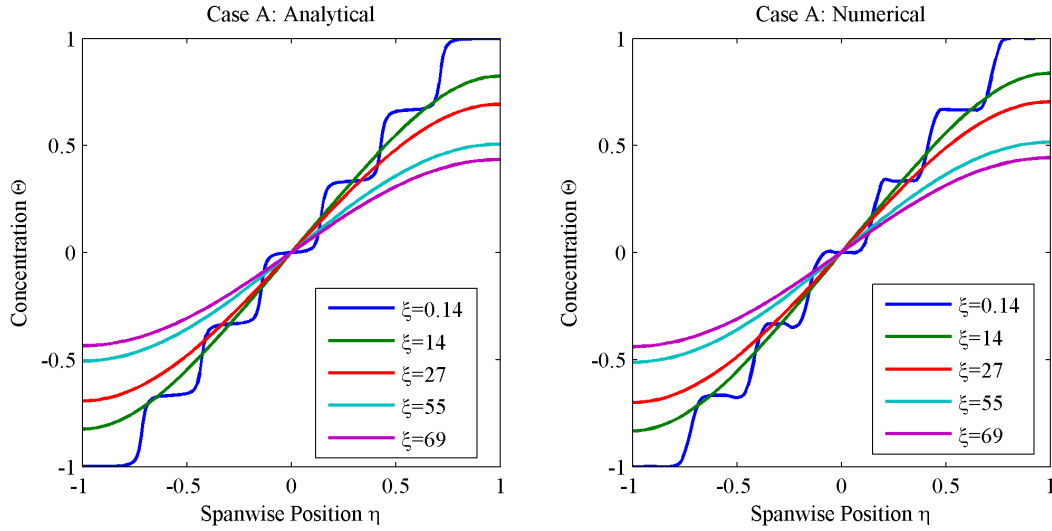 Case A: Analytical
1
0.5
0
-0.5
-1
Concentration Θ
-1
-0.5
0
0.5
1
Spanwise Position η
ξ=0.14
ξ=14
ξ=27
ξ=55
ξ=69
Case A: Numerical
1
0.5
0
-0.5
-1
Concentration Θ
-1
-0.5
0
0.5
1
Spanwise Position η
ξ=0.14
ξ=14
ξ=27
ξ=55
ξ=69